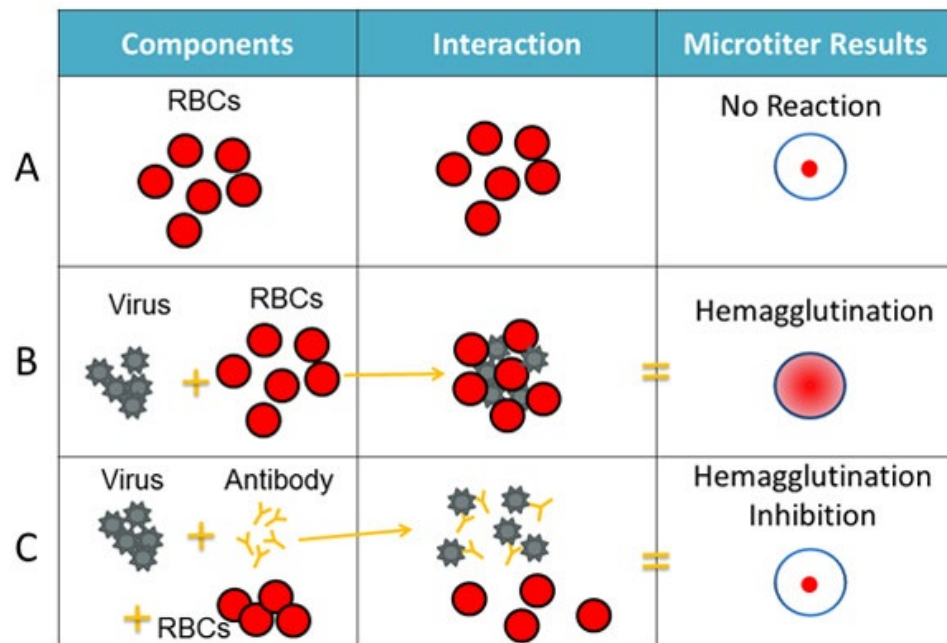 Components Interaction Microtiter Results
A
RBCs
No Reaction
B
Virus
RBCs
+
Hemagglutination
=
C
Virus
Antibody
+
+ RBCs
Hemagglutination
Inhibition
=